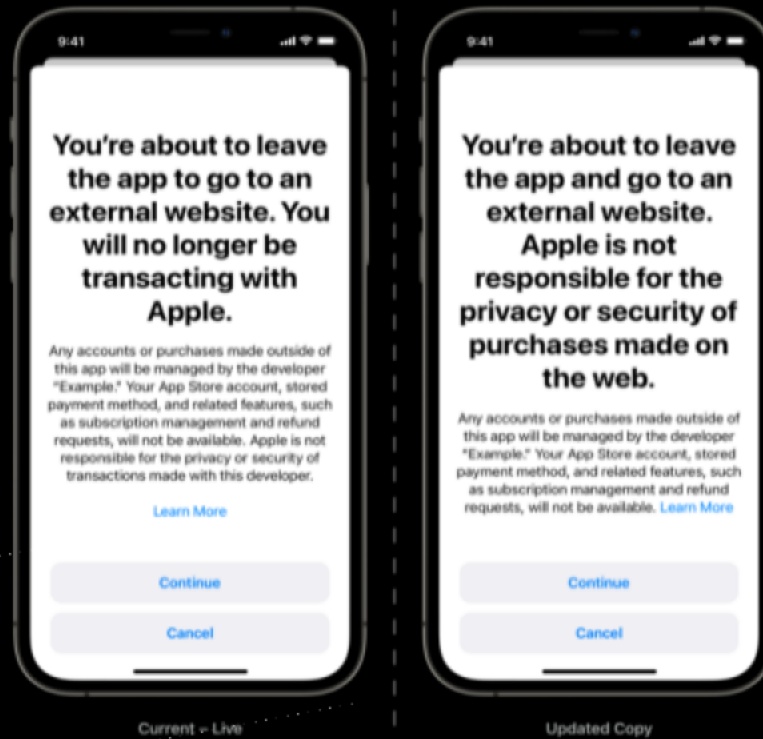 9:41
You're about to leave
the app to go to an
external website. You
will no longer be
transacting with
Apple.
Any accounts or purchases made outside of
this app will be managed by the developer
"Example." Your App Store account, stored
payment method, and related features, such
as subscription management and refund
requests, will not be available. Apple is not
responsible for the privacy or security of
transactions made with this developer.
Learn More
Continue
Cancel
Current – Live
9:41
You're about to leave
the app and go to an
external website.
Apple is not
responsible for the
privacy or security of
purchases made on
the web.
Any accounts or purchases made outside of
this app will be managed by the developer
"Example." Your App Store account, stored
payment method, and related features, such
as subscription management and refund
requests, will not be available. Learn More
Continue
Cancel
Updated Copy